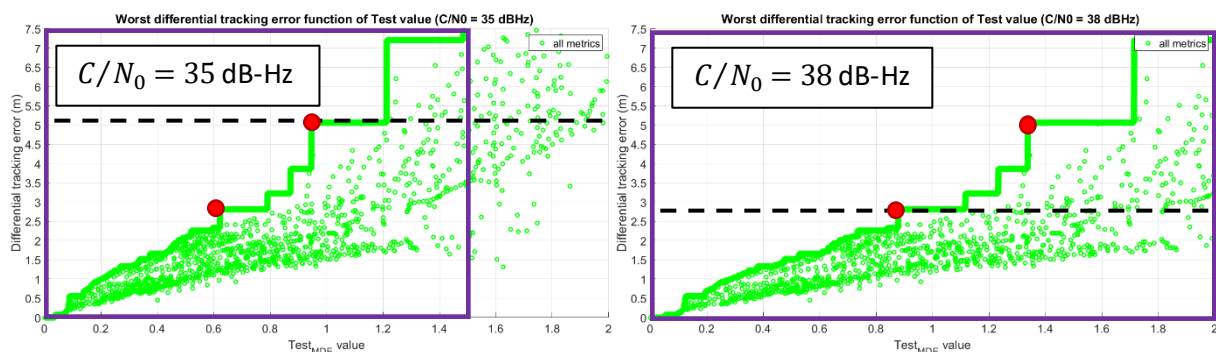 Worst differential tracking error function of Test value (C/N0 = 35 dBHz)
7.5
7
6.5
6
5.5
5
4.5
4
3.5
3
2.5
2
1.5
1
0.5
0
Differential tracking error (m)
C/N₀ = 35 dB-Hz
all metrics
0 0.2 0.4 0.6 0.8 1 1.2 1.4 1.6 1.8 2
Test_MDE value
Worst differential tracking error function of Test value (C/N0 = 38 dBHz)
7.5
7
6.5
6
5.5
5
4.5
4
3.5
3
2.5
2
1.5
1
0.5
0
Differential tracking error (m)
C/N₀ = 38 dB-Hz
all metrics
0 0.2 0.4 0.6 0.8 1 1.2 1.4 1.6 1.8 2
Test_MDE value